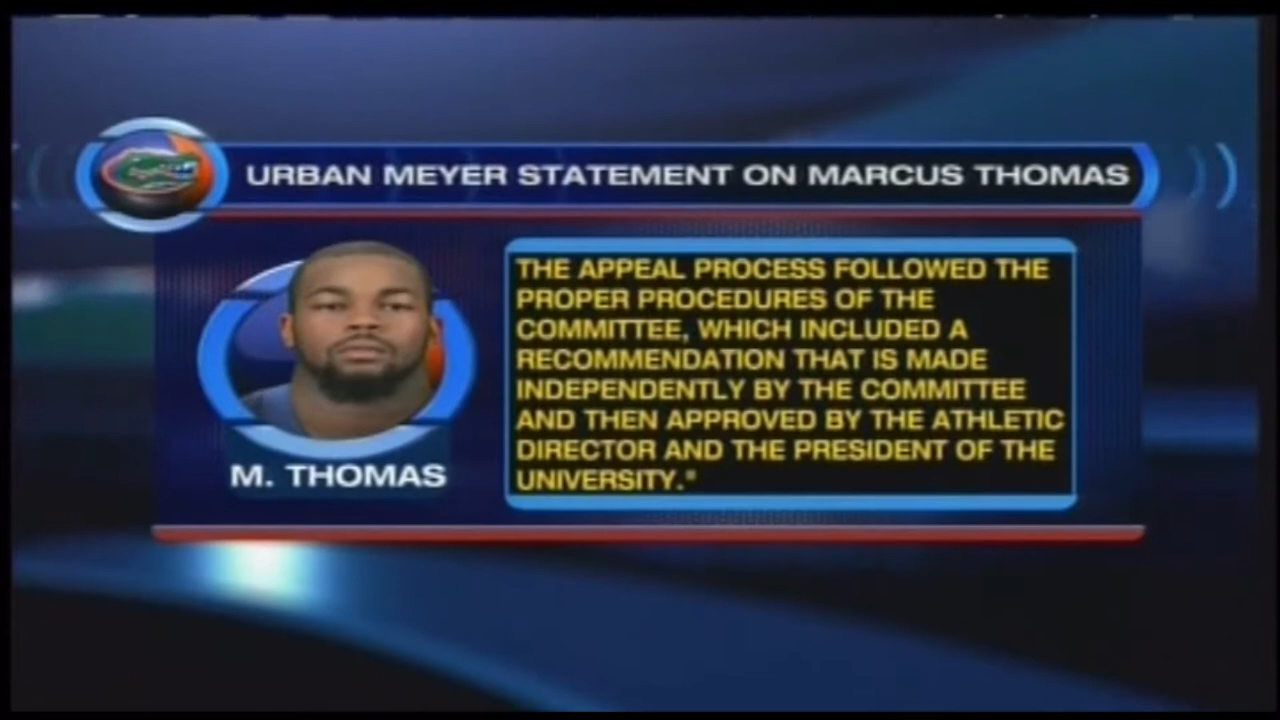 URBAN MEYER STATEMENT ON MARCUS THOMAS
THE APPEAL PROCESS FOLLOWED THE
PROPER PROCEDURES OF THE
COMMITTEE, WHICH INCLUDED A
RECOMMENDATION THAT IS MADE
INDEPENDENTLY BY THE COMMITTEE
AND THEN APPROVED BY THE ATHLETIC
DIRECTOR AND THE PRESIDENT OF THE
UNIVERSITY."
M. THOMAS